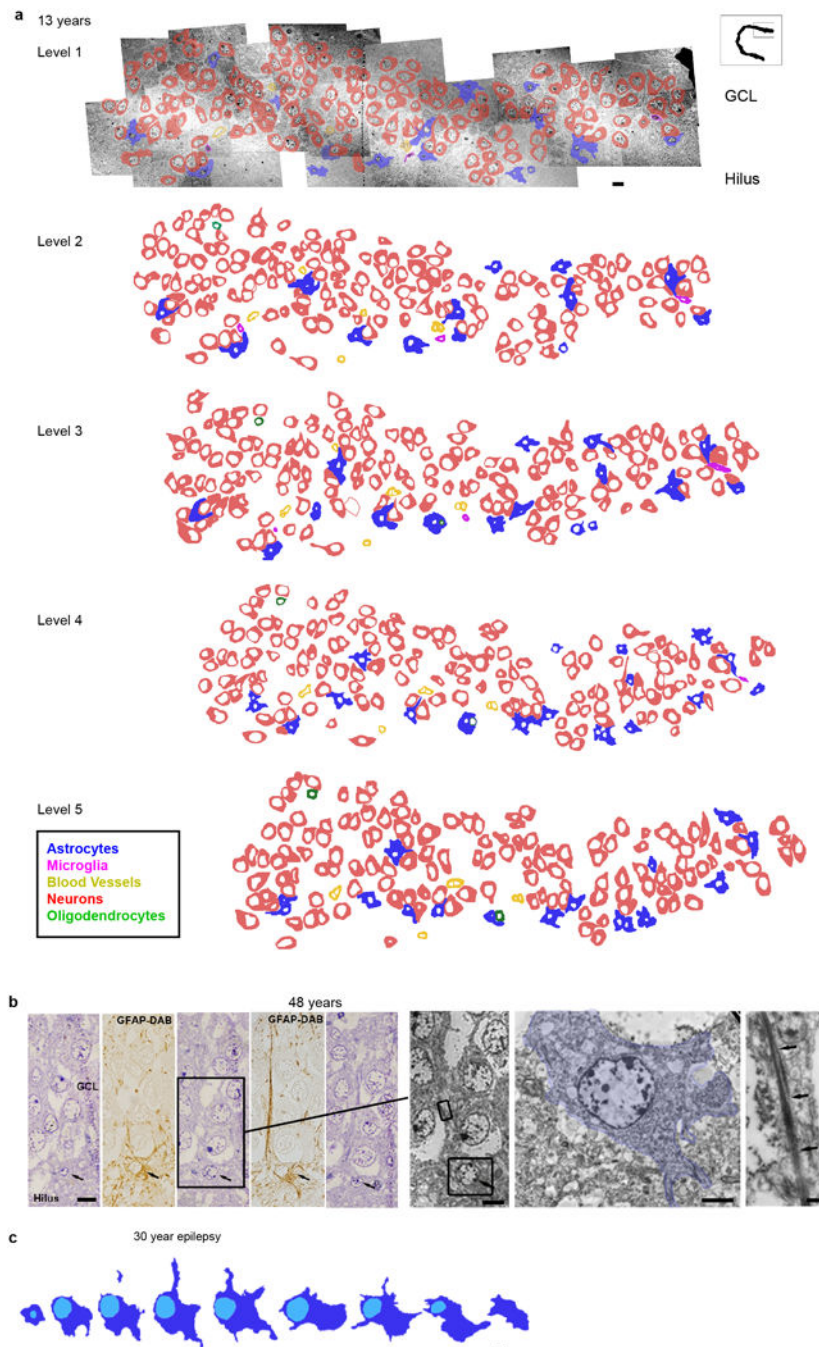 a
13 years
Level 1
GCL
Hilus
Level 2
Level 3
Level 4
Level 5
Astrocytes
Microglia
Blood Vessels
Neurons
Oligodendrocytes
b
48 years
GFAP-DAB
GFAP-DAB
GCL
Hilus
30 year epilepsy
c